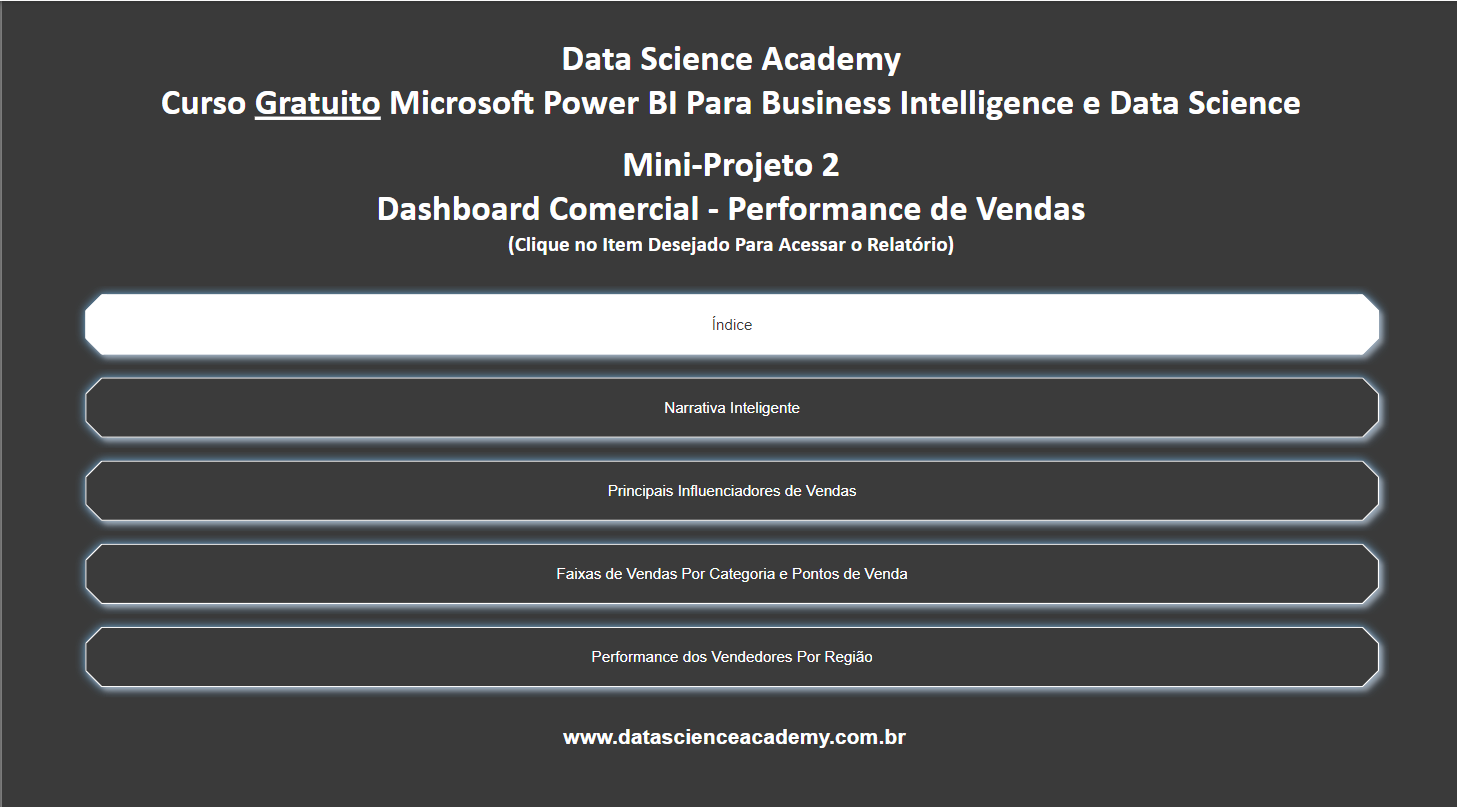 Data Science Academy
Curso Gratuito Microsoft Power BI Para Business Intelligence e Data Science
Mini-Projeto 2
Dashboard Comercial - Performance de Vendas
(Clique no Item Desejado Para Acessar o Relatório)
Índice
Narrativa Inteligente
Principais Influenciadores de Vendas
Faixas de Vendas Por Categoria e Pontos de Venda
Performance dos Vendedores Por Região
www.datascienceacademy.com.br